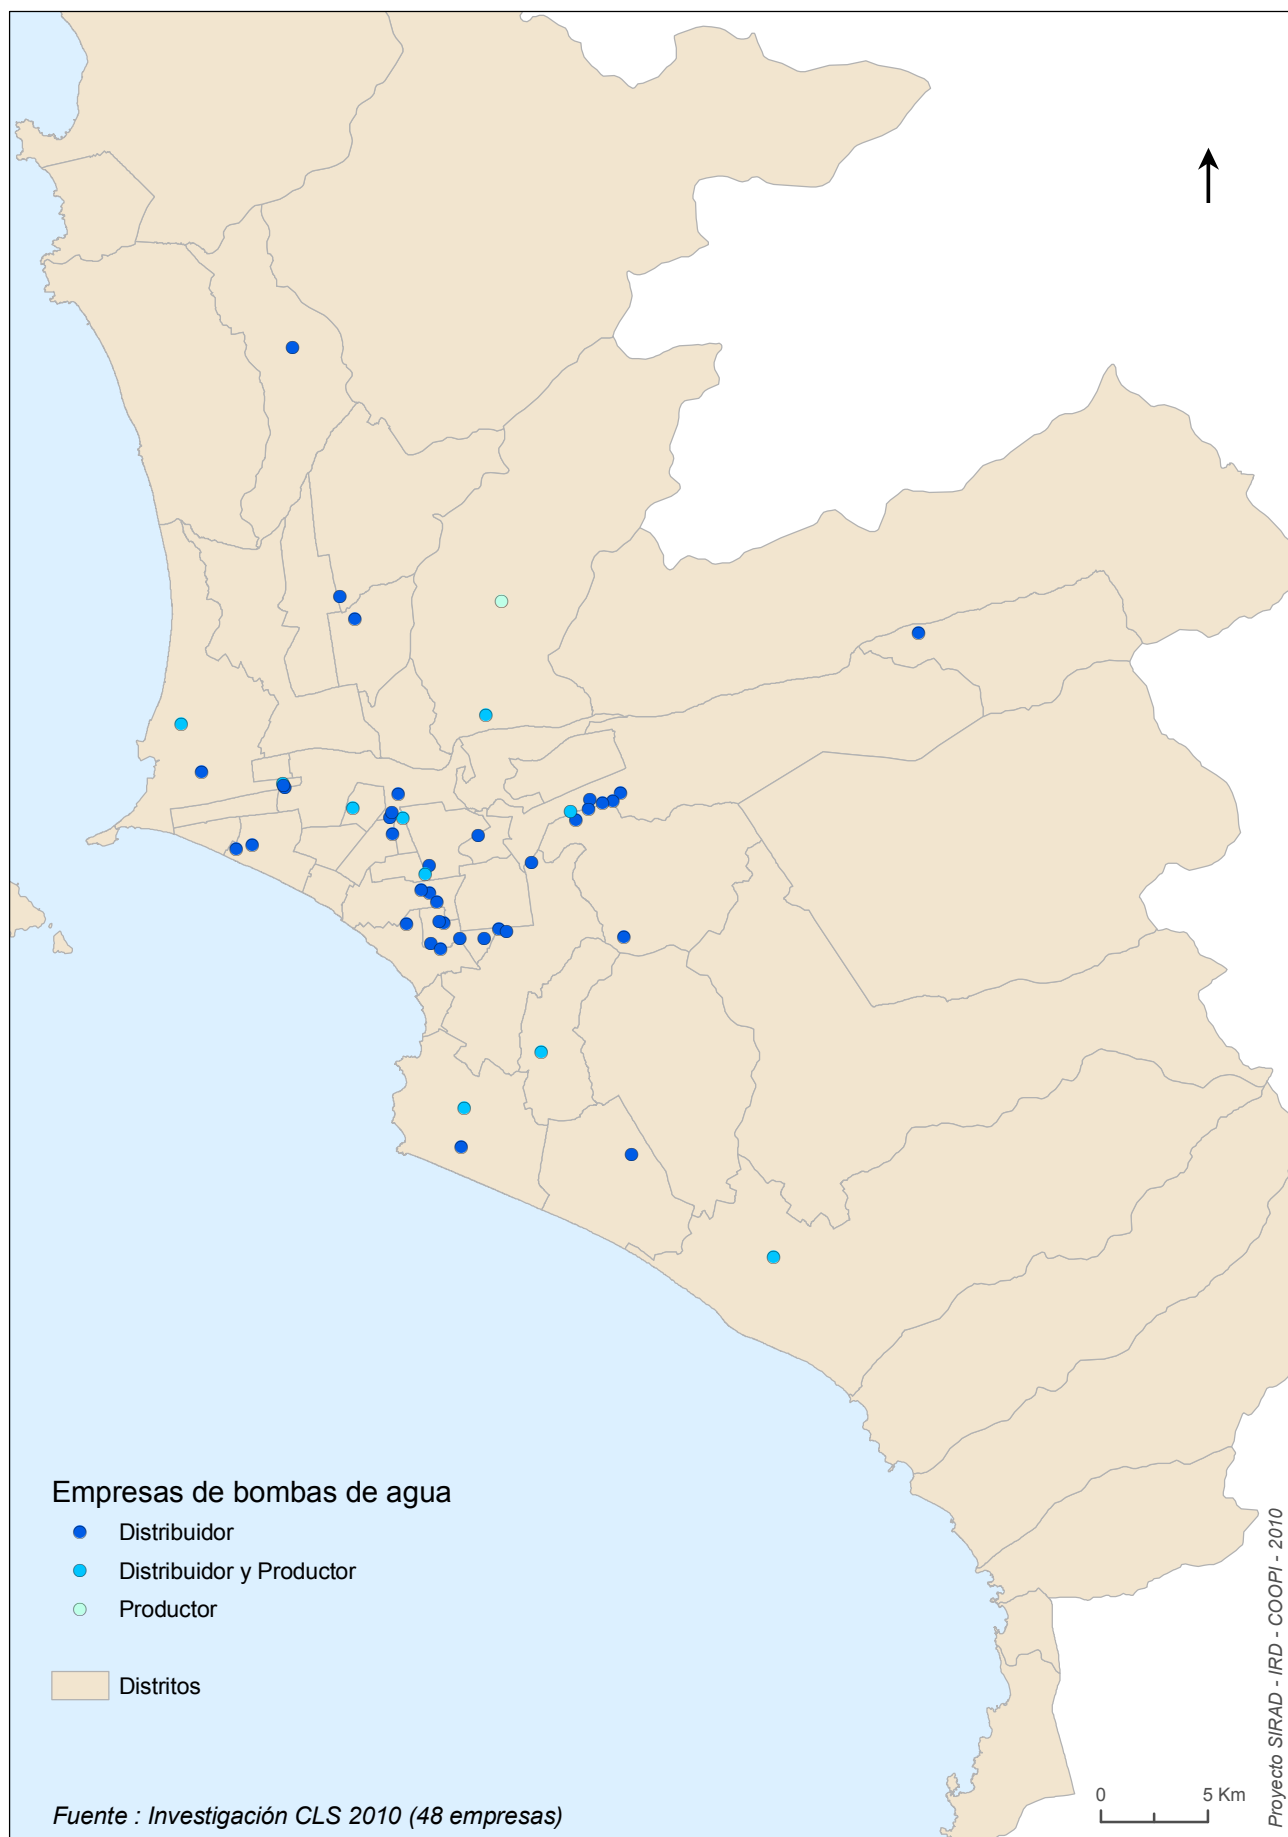 Empresas de bombas de agua
Distribuidor
Distribuidor y Productor
Productor
Distritos
Fuente : Investigación CLS 2010 (48 empresas)
0 5 Km
Proyecto SIRAD - IRD - COOPI - 2010